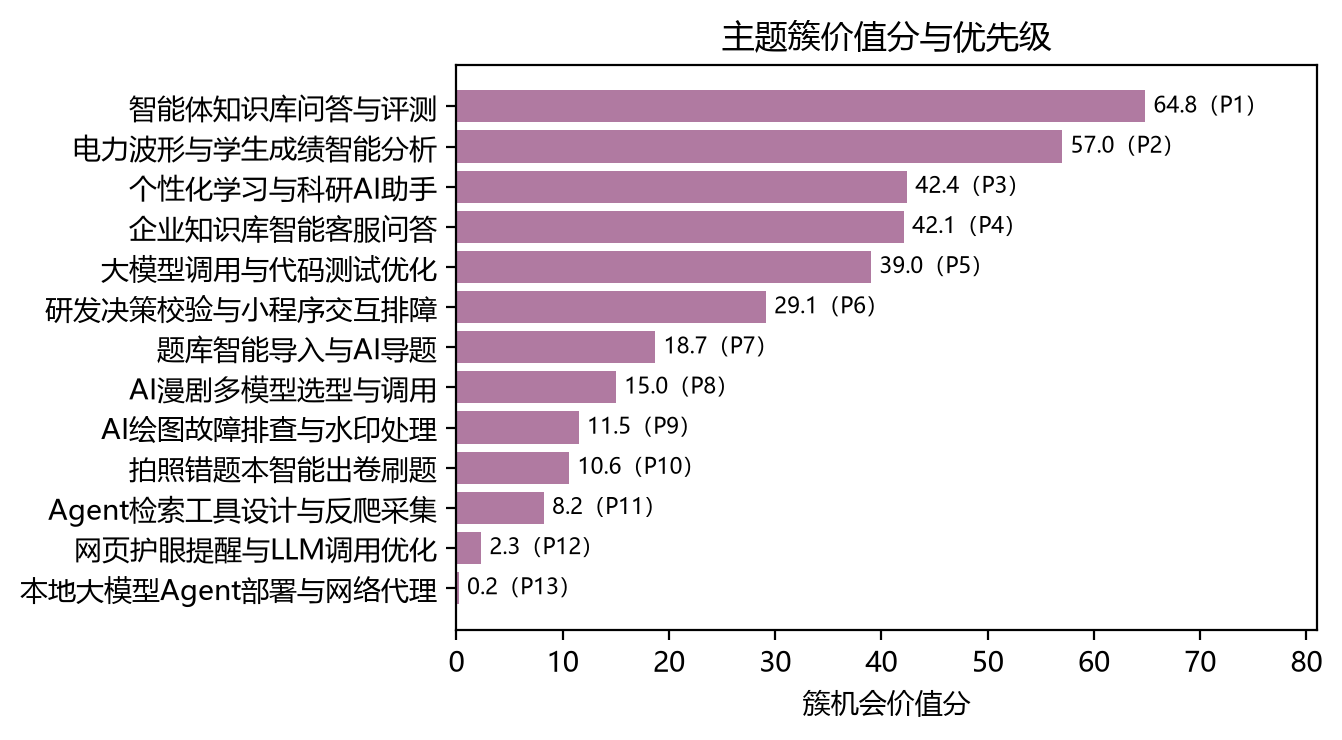 主题簇价值分与优先级
智能体知识库问答与评测 64.8（P1）
电力波形与学生成绩智能分析 57.0（P2）
个性化学习与科研AI助手 42.4（P3）
企业知识库智能客服问答 42.1（P4）
大模型调用与代码测试优化 39.0（P5）
研发决策校验与小程序交互排障 29.1（P6）
题库智能导入与AI导题 18.7（P7）
AI漫剧多模型选型与调用 15.0（P8）
AI绘图故障排查与水印处理 11.5（P9）
拍照错题本智能出卷刷题 10.6（P10）
Agent检索工具设计与反爬采集 8.2（P11）
网页护眼提醒与LLM调用优化 2.3（P12）
本地大模型Agent部署与网络代理 0.2（P13）
0 10 20 30 40 50 60 70 80
簇机会价值分